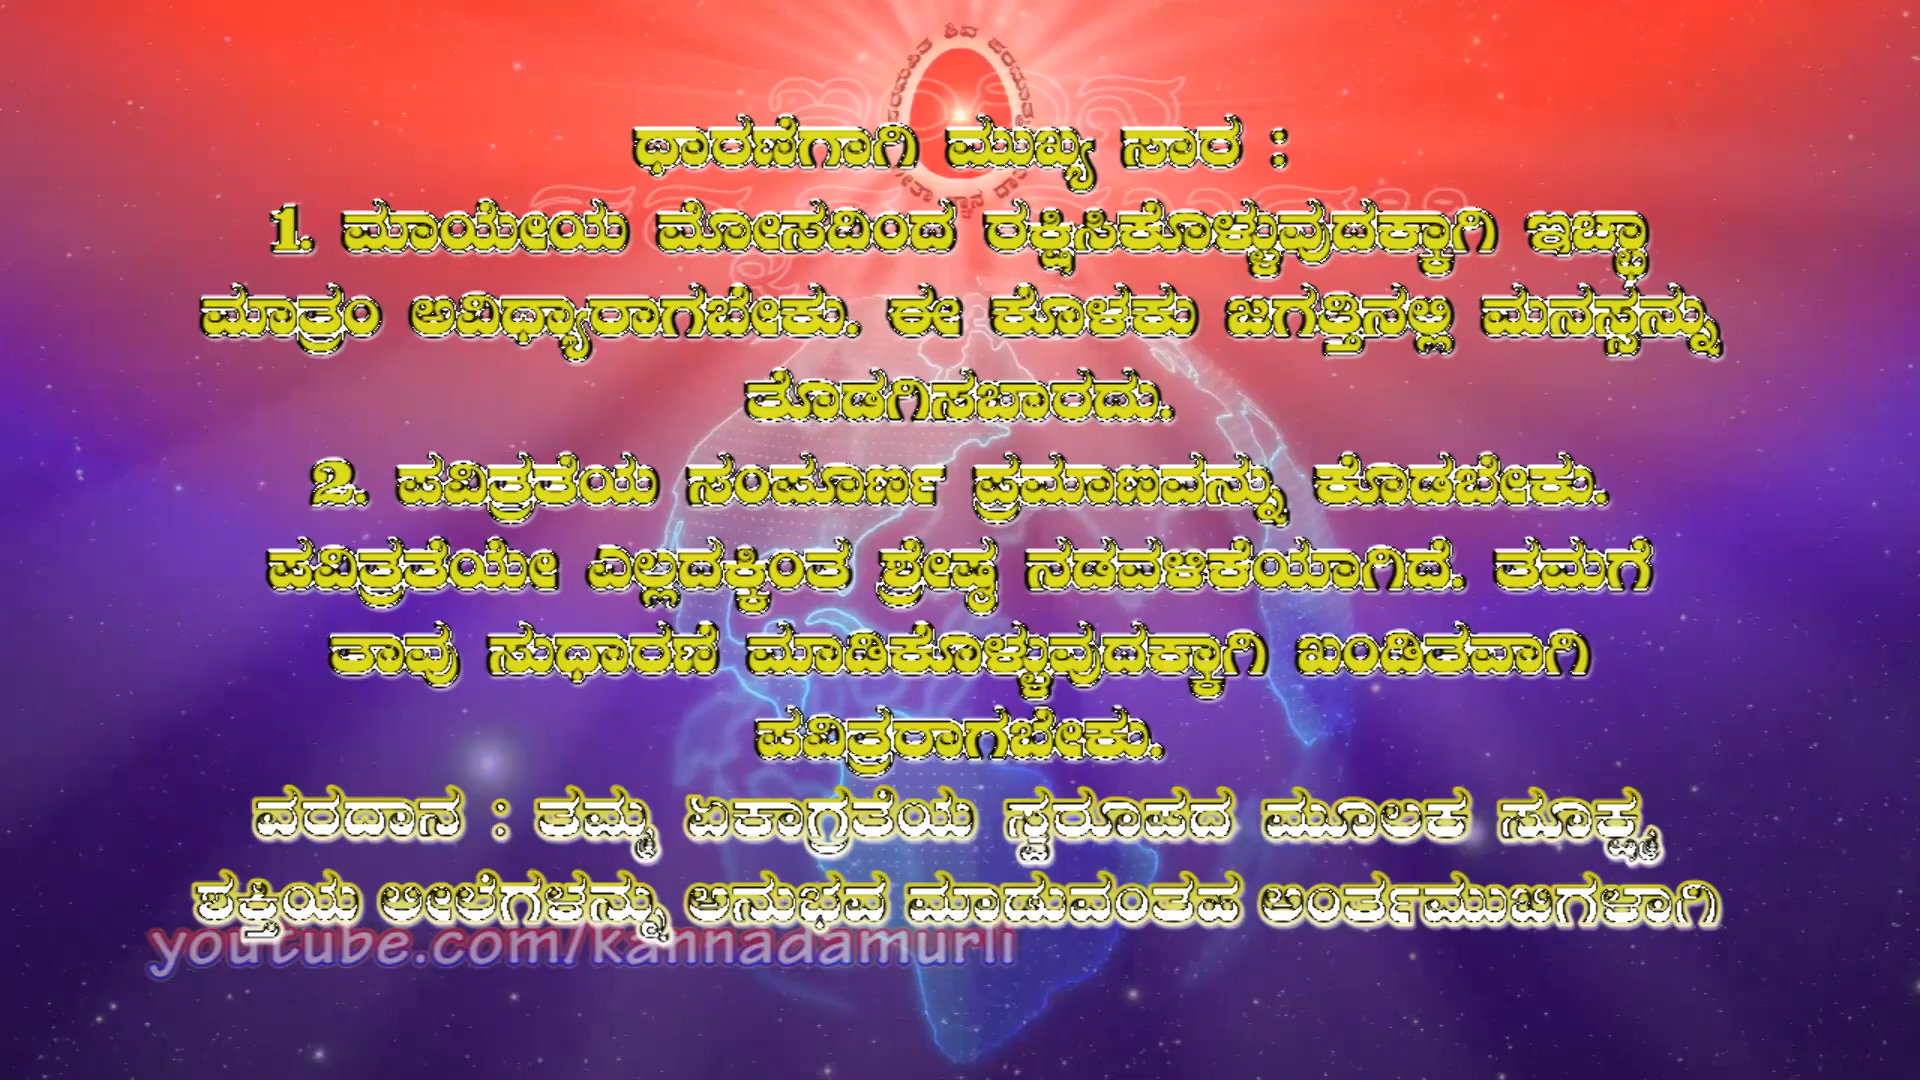 ಧಾರಣೆಗಾಗಿ ಮುಖ್ಯ ಸಾರ :
1. ಮಾಯೇಯ ಮೋಸದಿಂದ ರಕ್ಷಿಸಿಕೊಳ್ಳುವುದಕ್ಕಾಗಿ ಇಚ್ಛಾ
ಮಾತ್ರಂ ಅವಿಧ್ಯಾರಾಗಬೇಕು. ಈ ಕೊಳಕು ಜಗತ್ತಿನಲ್ಲಿ ಮನಸ್ಸನ್ನು
ತೊಡಗಿಸಬಾರದು.
2. ಪವಿತ್ರತೆಯ ಸಂಪೂರ್ಣ ಪ್ರಮಾಣವನ್ನು ಕೊಡಬೇಕು.
ಪವಿತ್ರತೆಯೇ ಎಲ್ಲದಕ್ಕಿಂತ ಶ್ರೇಷ್ಠ ನಡವಳಿಕೆಯಾಗಿದೆ. ತಮಗೆ
ತಾವು ಸುಧಾರಣೆ ಮಾಡಿಕೊಳ್ಳುವುದಕ್ಕಾಗಿ ಖಂಡಿತವಾಗಿ
ಪವಿತ್ರರಾಗಬೇಕು.
ವರದಾನ : ತಮ್ಮ ಏಕಾಗ್ರತೆಯ ಸ್ವರೂಪದ ಮೂಲಕ ಸೂಕ್ಷ್ಮ
ಶಕ್ತಿಯ ಲೀಲೆಗಳನ್ನು ಅನುಭವ ಮಾಡುವಂತಹ ಅಂರ್ತಮುಖಿಗಳಾಗಿ
youtube.com/kannadamurli